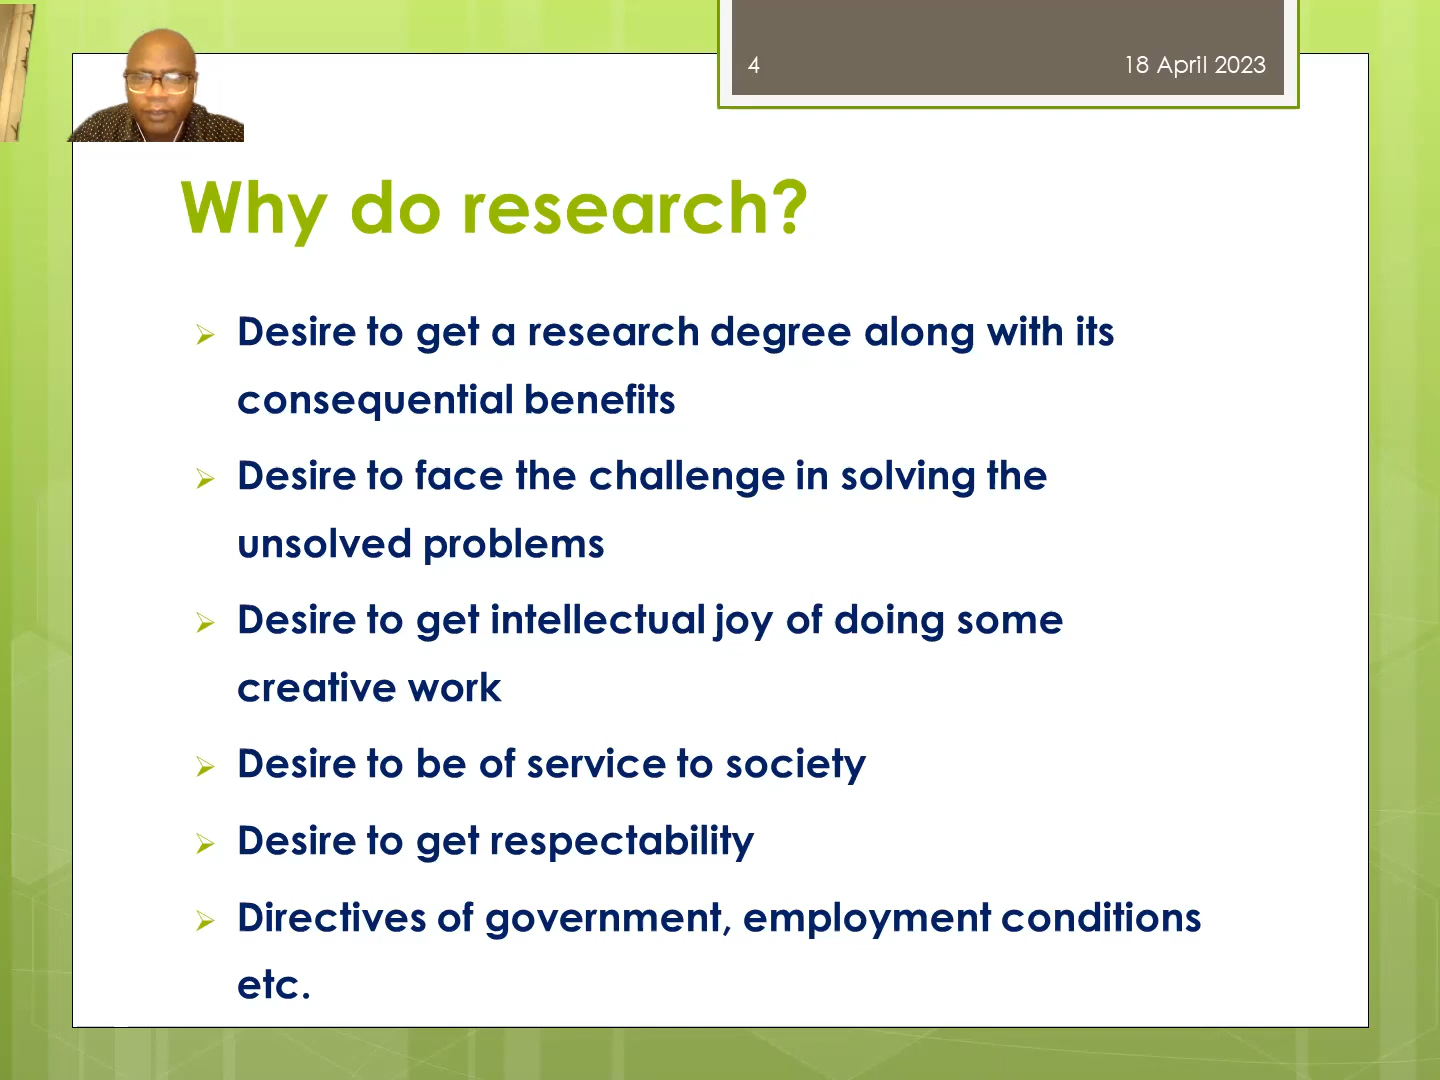 4
18 April 2023
Why do research?
Desire to get a research degree along with its
consequential benefits
Desire to face the challenge in solving the
unsolved problems
Desire to get intellectual joy of doing some
creative work
Desire to be of service to society
Desire to get respectability
Directives of government, employment conditions
etc.